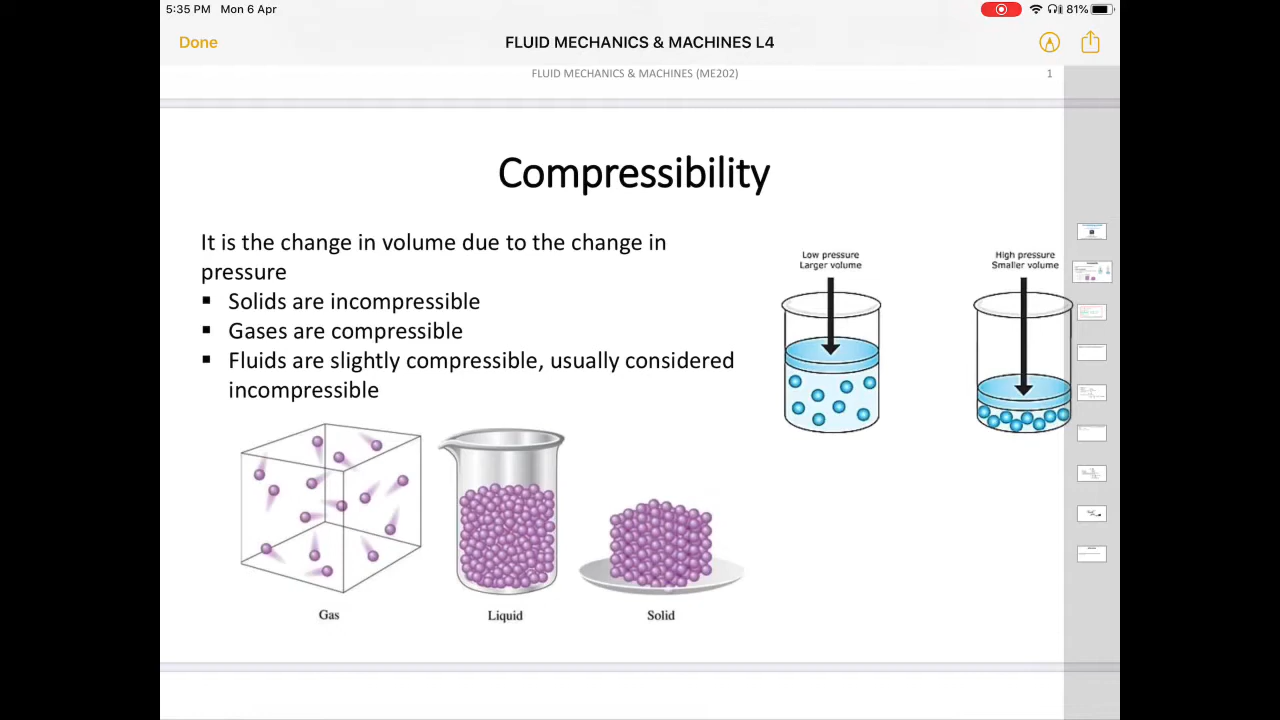 5:35 PM Mon 6 Apr
81%
Done
FLUID MECHANICS & MACHINES L4
FLUID MECHANICS & MACHINES (ME202)
1
Compressibility
It is the change in volume due to the change in
pressure
▪ Solids are incompressible
▪ Gases are compressible
▪ Fluids are slightly compressible, usually considered
incompressible
Low pressure
Larger volume
High pressure
Smaller volume
Gas
Liquid
Solid